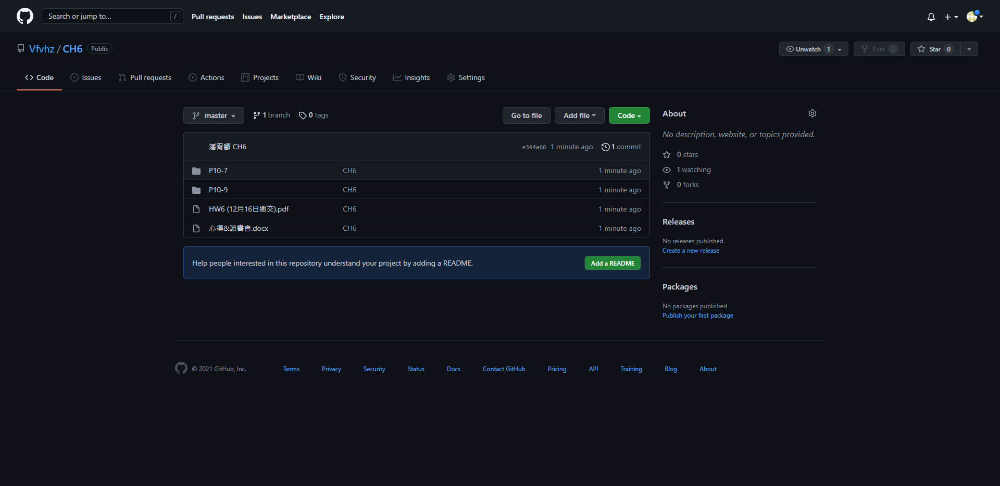 Search or jump to... /
Pull requests Issues Marketplace Explore
Vfvhz / CH6 Public
Unwatch 1 Fork 0 Star 0
Code Issues Pull requests Actions Projects Wiki Security Insights Settings
master 1 branch 0 tags Go to file Add file Code
潘宥叡 CH6 e344a66 1 minute ago 1 commit
P10-7 CH6 1 minute ago
P10-9 CH6 1 minute ago
HW6 (12月16日繳交).pdf CH6 1 minute ago
心得&讀書會.docx CH6 1 minute ago
Help people interested in this repository understand your project by adding a README. Add a README
About
No description, website, or topics provided.
0 stars
1 watching
0 forks
Releases
No releases published
Create a new release
Packages
No packages published
Publish your first package
© 2021 GitHub, Inc. Terms Privacy Security Status Docs Contact GitHub Pricing API Training Blog About